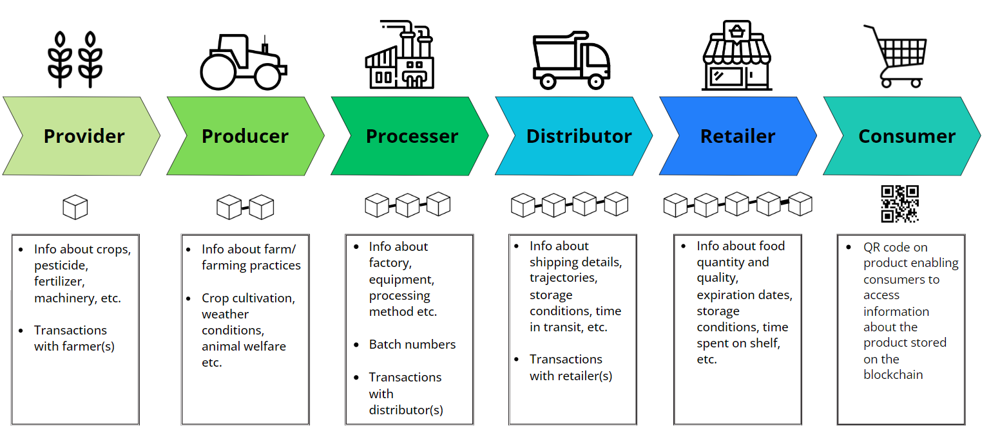 Provider
Producer
Processer
Distributor
Retailer
Consumer
• Info about crops,
pesticide,
fertilizer,
machinery, etc.
• Transactions
with farmer(s)
• Info about farm/
farming practices
• Crop cultivation,
weather
conditions,
animal welfare
etc.
• Info about
factory,
equipment,
processing
method etc.
• Batch numbers
• Transactions
with
distributor(s)
• Info about
shipping details,
trajectories,
storage
conditions, time
in transit, etc.
• Transactions
with retailer(s)
• Info about food
quantity and
quality,
expiration dates,
storage
conditions, time
spent on shelf,
etc.
• QR code on
product enabling
consumers to
access
information
about the
product stored
on the
blockchain